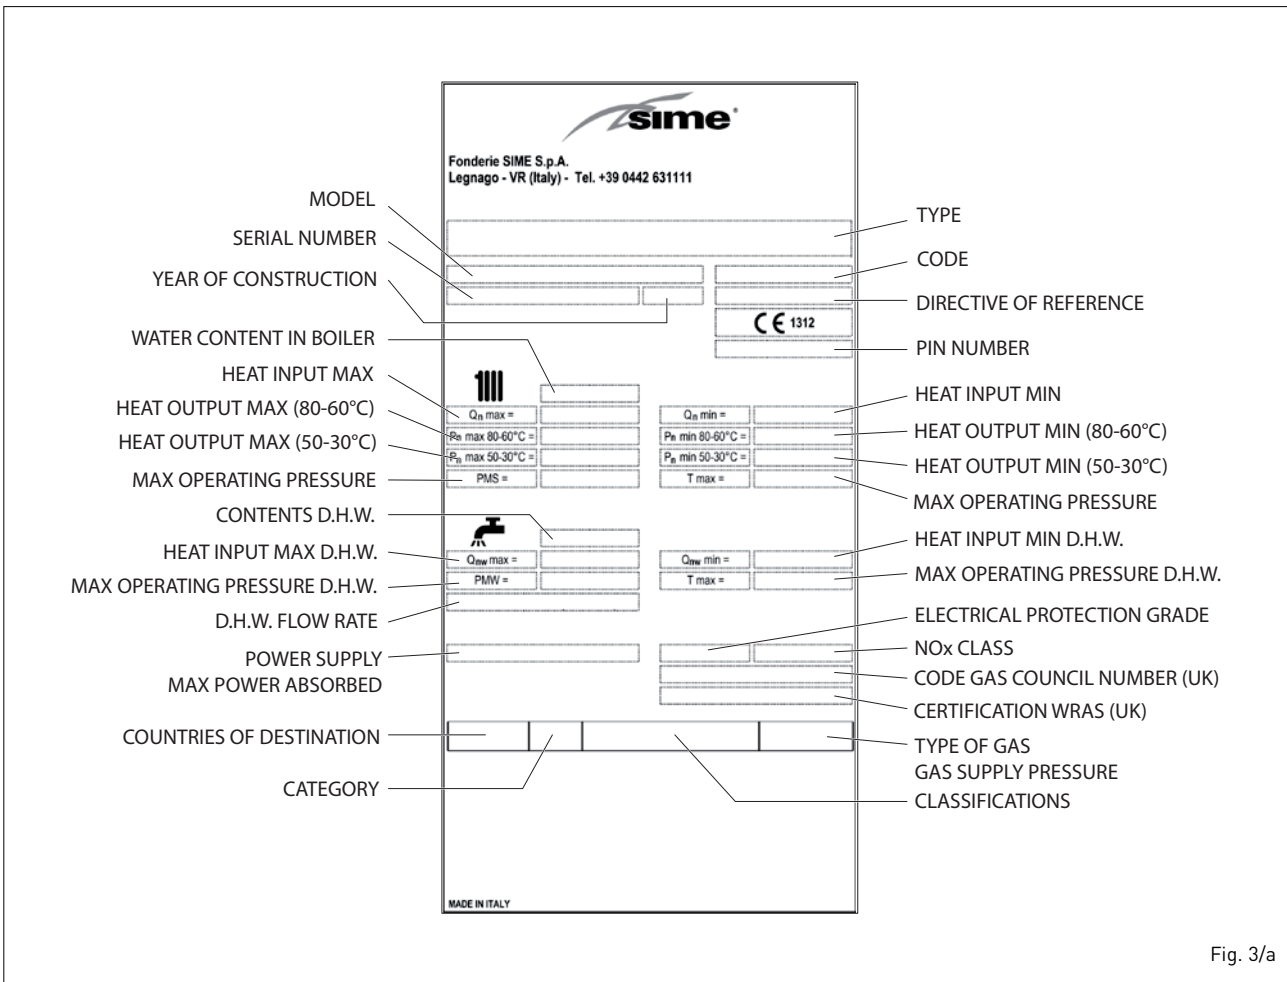 sime®
Fonderie SIME S.p.A.
Legnago - VR (Italy) - Tel. +39 0442 631111
MODEL
SERIAL NUMBER
YEAR OF CONSTRUCTION
WATER CONTENT IN BOILER
HEAT INPUT MAX
HEAT OUTPUT MAX (80-60°C)
HEAT OUTPUT MAX (50-30°C)
MAX OPERATING PRESSURE
CONTENTS D.H.W.
HEAT INPUT MAX D.H.W.
MAX OPERATING PRESSURE D.H.W.
D.H.W. FLOW RATE
POWER SUPPLY
MAX POWER ABSORBED
COUNTRIES OF DESTINATION
CATEGORY
CE 1312
Qn max =
Pn max 80-60°C =
Pn max 50-30°C =
PMS =
Qn min =
Pn min 80-60°C =
Pn min 50-30°C =
T max =
Qnw max =
PMW =
Qnw min =
T max =
TYPE
CODE
DIRECTIVE OF REFERENCE
PIN NUMBER
HEAT INPUT MIN
HEAT OUTPUT MIN (80-60°C)
HEAT OUTPUT MIN (50-30°C)
MAX OPERATING PRESSURE
HEAT INPUT MIN D.H.W.
MAX OPERATING PRESSURE D.H.W.
ELECTRICAL PROTECTION GRADE
NOx CLASS
CODE GAS COUNCIL NUMBER (UK)
CERTIFICATION WRAS (UK)
TYPE OF GAS
GAS SUPPLY PRESSURE
CLASSIFICATIONS
MADE IN ITALY
Fig. 3/a